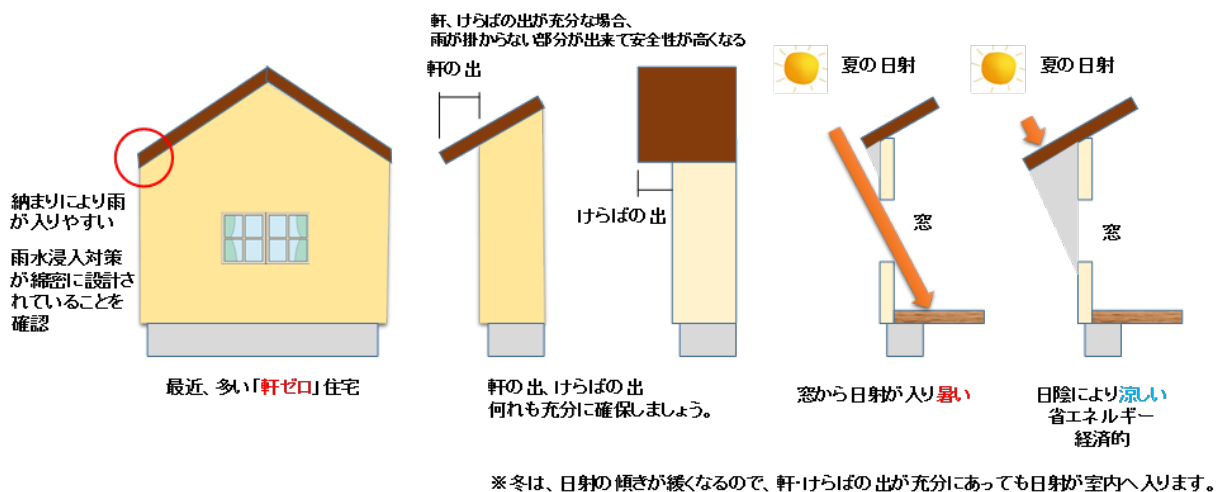 軒、けらばの出が充分な場合、
雨が掛からない部分が出来て安全性が高くなる
軒の出
夏の日射
夏の日射
納まりにより雨
が入りやすい
雨水浸入対策
が綿密に設計さ
れていることを
確認
けらばの出
窓
窓
最近、多い「軒ゼロ」住宅
軒の出、けらばの出
何れも充分に確保しましょう。
窓から日射が入り暑い
日陰により涼しい
省エネルギー
経済的
※冬は、日射の傾きが緩くなるので、軒・けらばの出が充分にあっても日射が室内へ入ります。